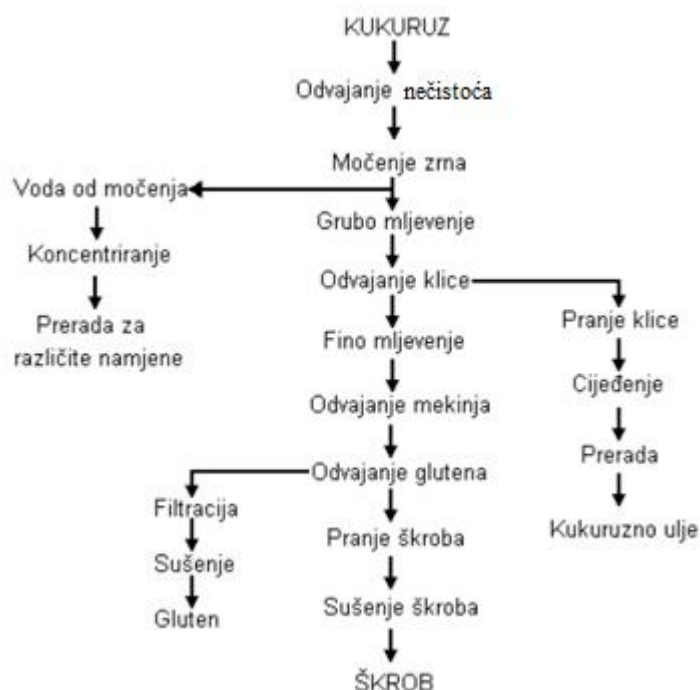 KUKURUZ
Odvajanje nečistoća
Močenje zrna
Voda od močenja
Grubo mljevenje
Koncentriranje
Odvajanje klice
Prerada za
različite namjene
Pranje klice
Fino mljevenje
Cijeđenje
Odvajanje mekinja
Prerada
Odvajanje glutena
Filtracija
Kukuruzno ulje
Pranje škroba
Sušenje
Sušenje škroba
Gluten
ŠKROB